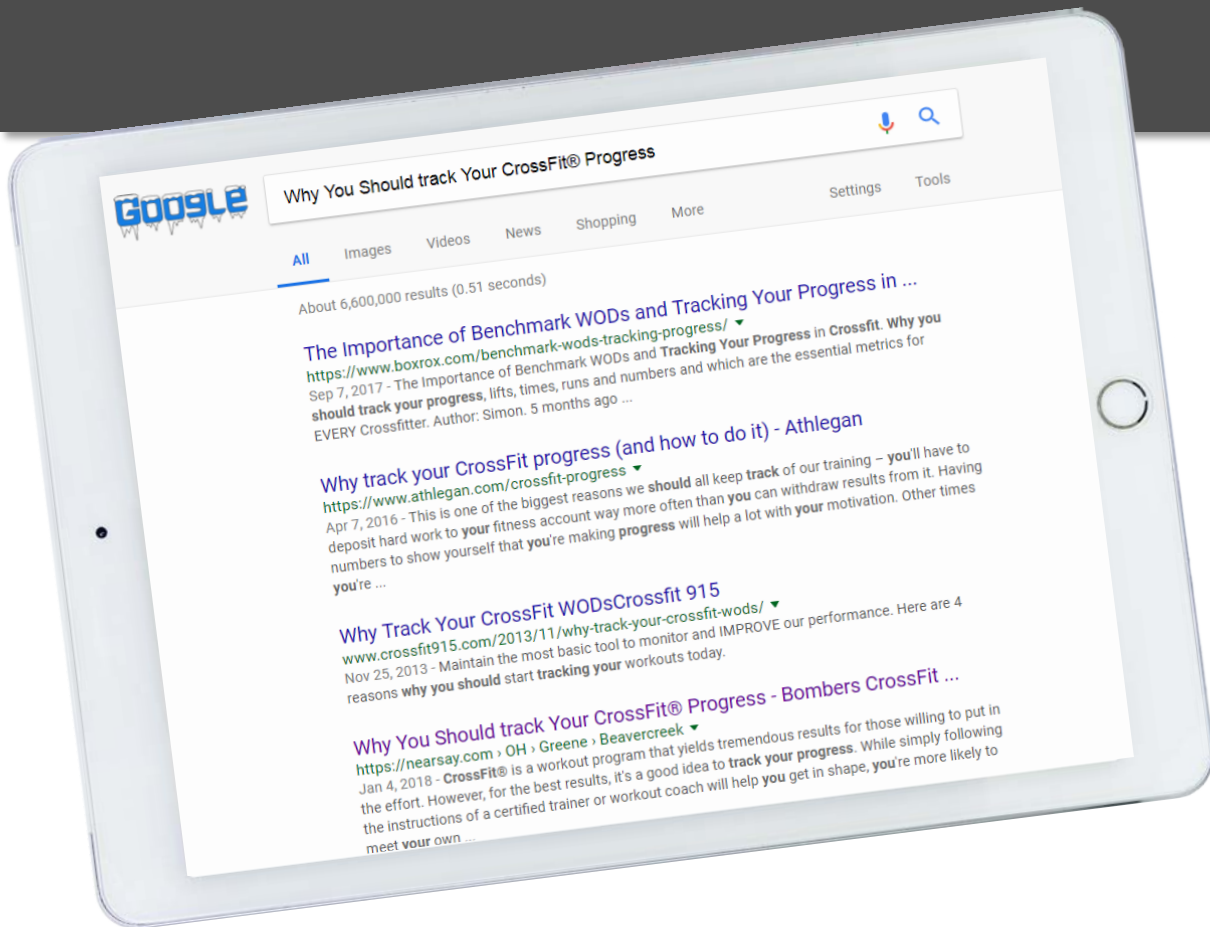 Google
Why You Should track Your CrossFit® Progress
All Images Videos News Shopping More Settings Tools
About 6,600,000 results (0.51 seconds)
The Importance of Benchmark WODs and Tracking Your Progress in ...
https://www.boxrox.com/benchmark-wods-tracking-progress/
Sep 7, 2017 - The Importance of Benchmark WODs and Tracking Your Progress in Crossfit. Why you
should track your progress, lifts, times, runs and numbers and which are the essential metrics for
EVERY Crossfitter. Author: Simon. 5 months ago ...
Why track your CrossFit progress (and how to do it) - Athlegan
https://www.athlegan.com/crossfit-progress
Apr 7, 2016 - This is one of the biggest reasons we should all keep track of our training – you'll have to
deposit hard work to your fitness account way more often than you can withdraw results from it. Having
numbers to show yourself that you're making progress will help a lot with your motivation. Other times
you're ...
Why Track Your CrossFit WODsCrossfit 915
www.crossfit915.com/2013/11/why-track-your-crossfit-wods/
Nov 25, 2013 - Maintain the most basic tool to monitor and IMPROVE our performance. Here are 4
reasons why you should start tracking your workouts today.
Why You Should track Your CrossFit® Progress - Bombers CrossFit ...
https://nearsay.com › OH › Greene › Beavercreek
Jan 4, 2018 - CrossFit® is a workout program that yields tremendous results for those willing to put in
the effort. However, for the best results, it's a good idea to track your progress. While simply following
the instructions of a certified trainer or workout coach will help you get in shape, you're more likely to
meet your own ...